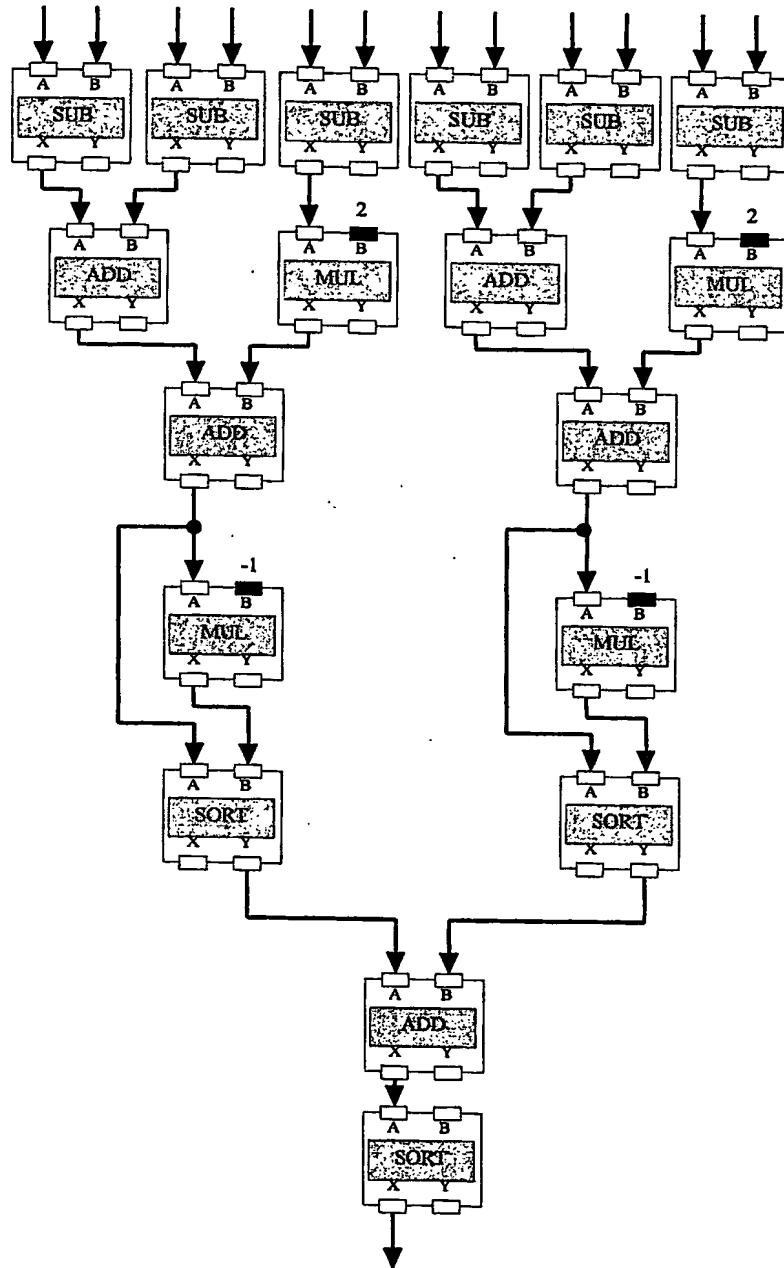 A B A B A B A B A B A B
SUB SUB SUB SUB SUB SUB
X Y X Y X Y X Y X Y X Y
2 2
A B A B A B A B
ADD MUL ADD MUL
X Y X Y X Y X Y
A B A B
ADD ADD
X Y X Y
-1 -1
A B A B
MUL MUL
X Y X Y
A B A B
SORT SORT
X Y X Y
A B
ADD
X Y
A B
SORT
X Y